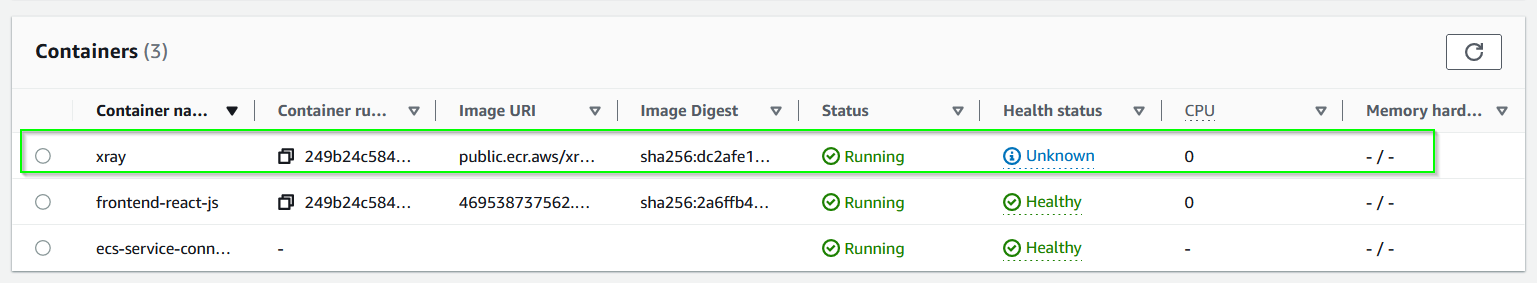 Containers (3)
Container na... Container ru... Image URI Image Digest Status Health status CPU Memory hard...
xray 249b24c584... public.ecr.aws/xr... sha256:dc2afe1... Running Unknown 0 - / -
frontend-react-js 249b24c584... 469538737562.... sha256:2a6ffb4... Running Healthy 0 - / -
ecs-service-conn... - Running Healthy - - / -